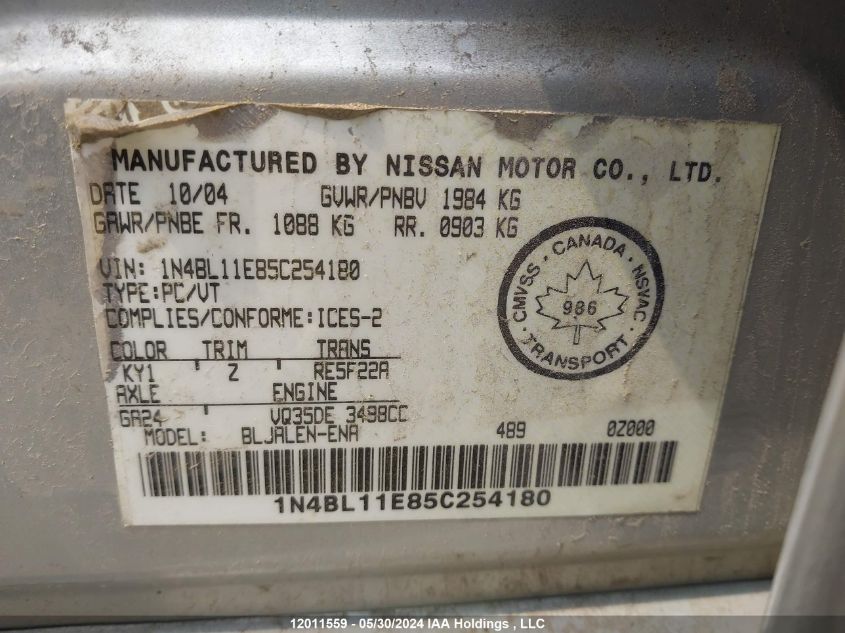 MANUFACTURED BY NISSAN MOTOR CO., LTD.
DATE 10/04 GVWR/PNBV 1984 KG
GAWR/PNBE FR. 1088 KG RR. 0903 KG
VIN: 1N4BL11E85C254180
TYPE:PC/VT
COMPLIES/CONFORME:ICES-2
COLOR TRIM TRANS
KY1 ' Z ' RE5F22A
AXLE ENGINE
GA24 ' VQ35DE 3498CC
MODEL: BLJALEN-ENA 489 0Z000
1N4BL11E85C254180
CMVSS · CANADA · NSVAC · TRANSPORT ·
986
12011559 - 05/30/2024 IAA Holdings , LLC